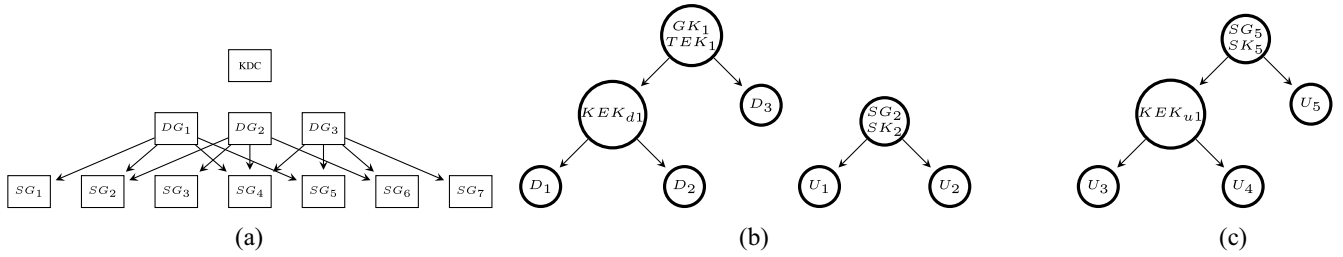 KDC
DG1 DG2 DG3
SG1 SG2 SG3 SG4 SG5 SG6 SG7
(a)
GK1
TEK1
KEKd1
D3
D1
D2
SG2
SK2
U1
U2
(b)
SG5
SK5
KEKu1
U5
U3
U4
(c)